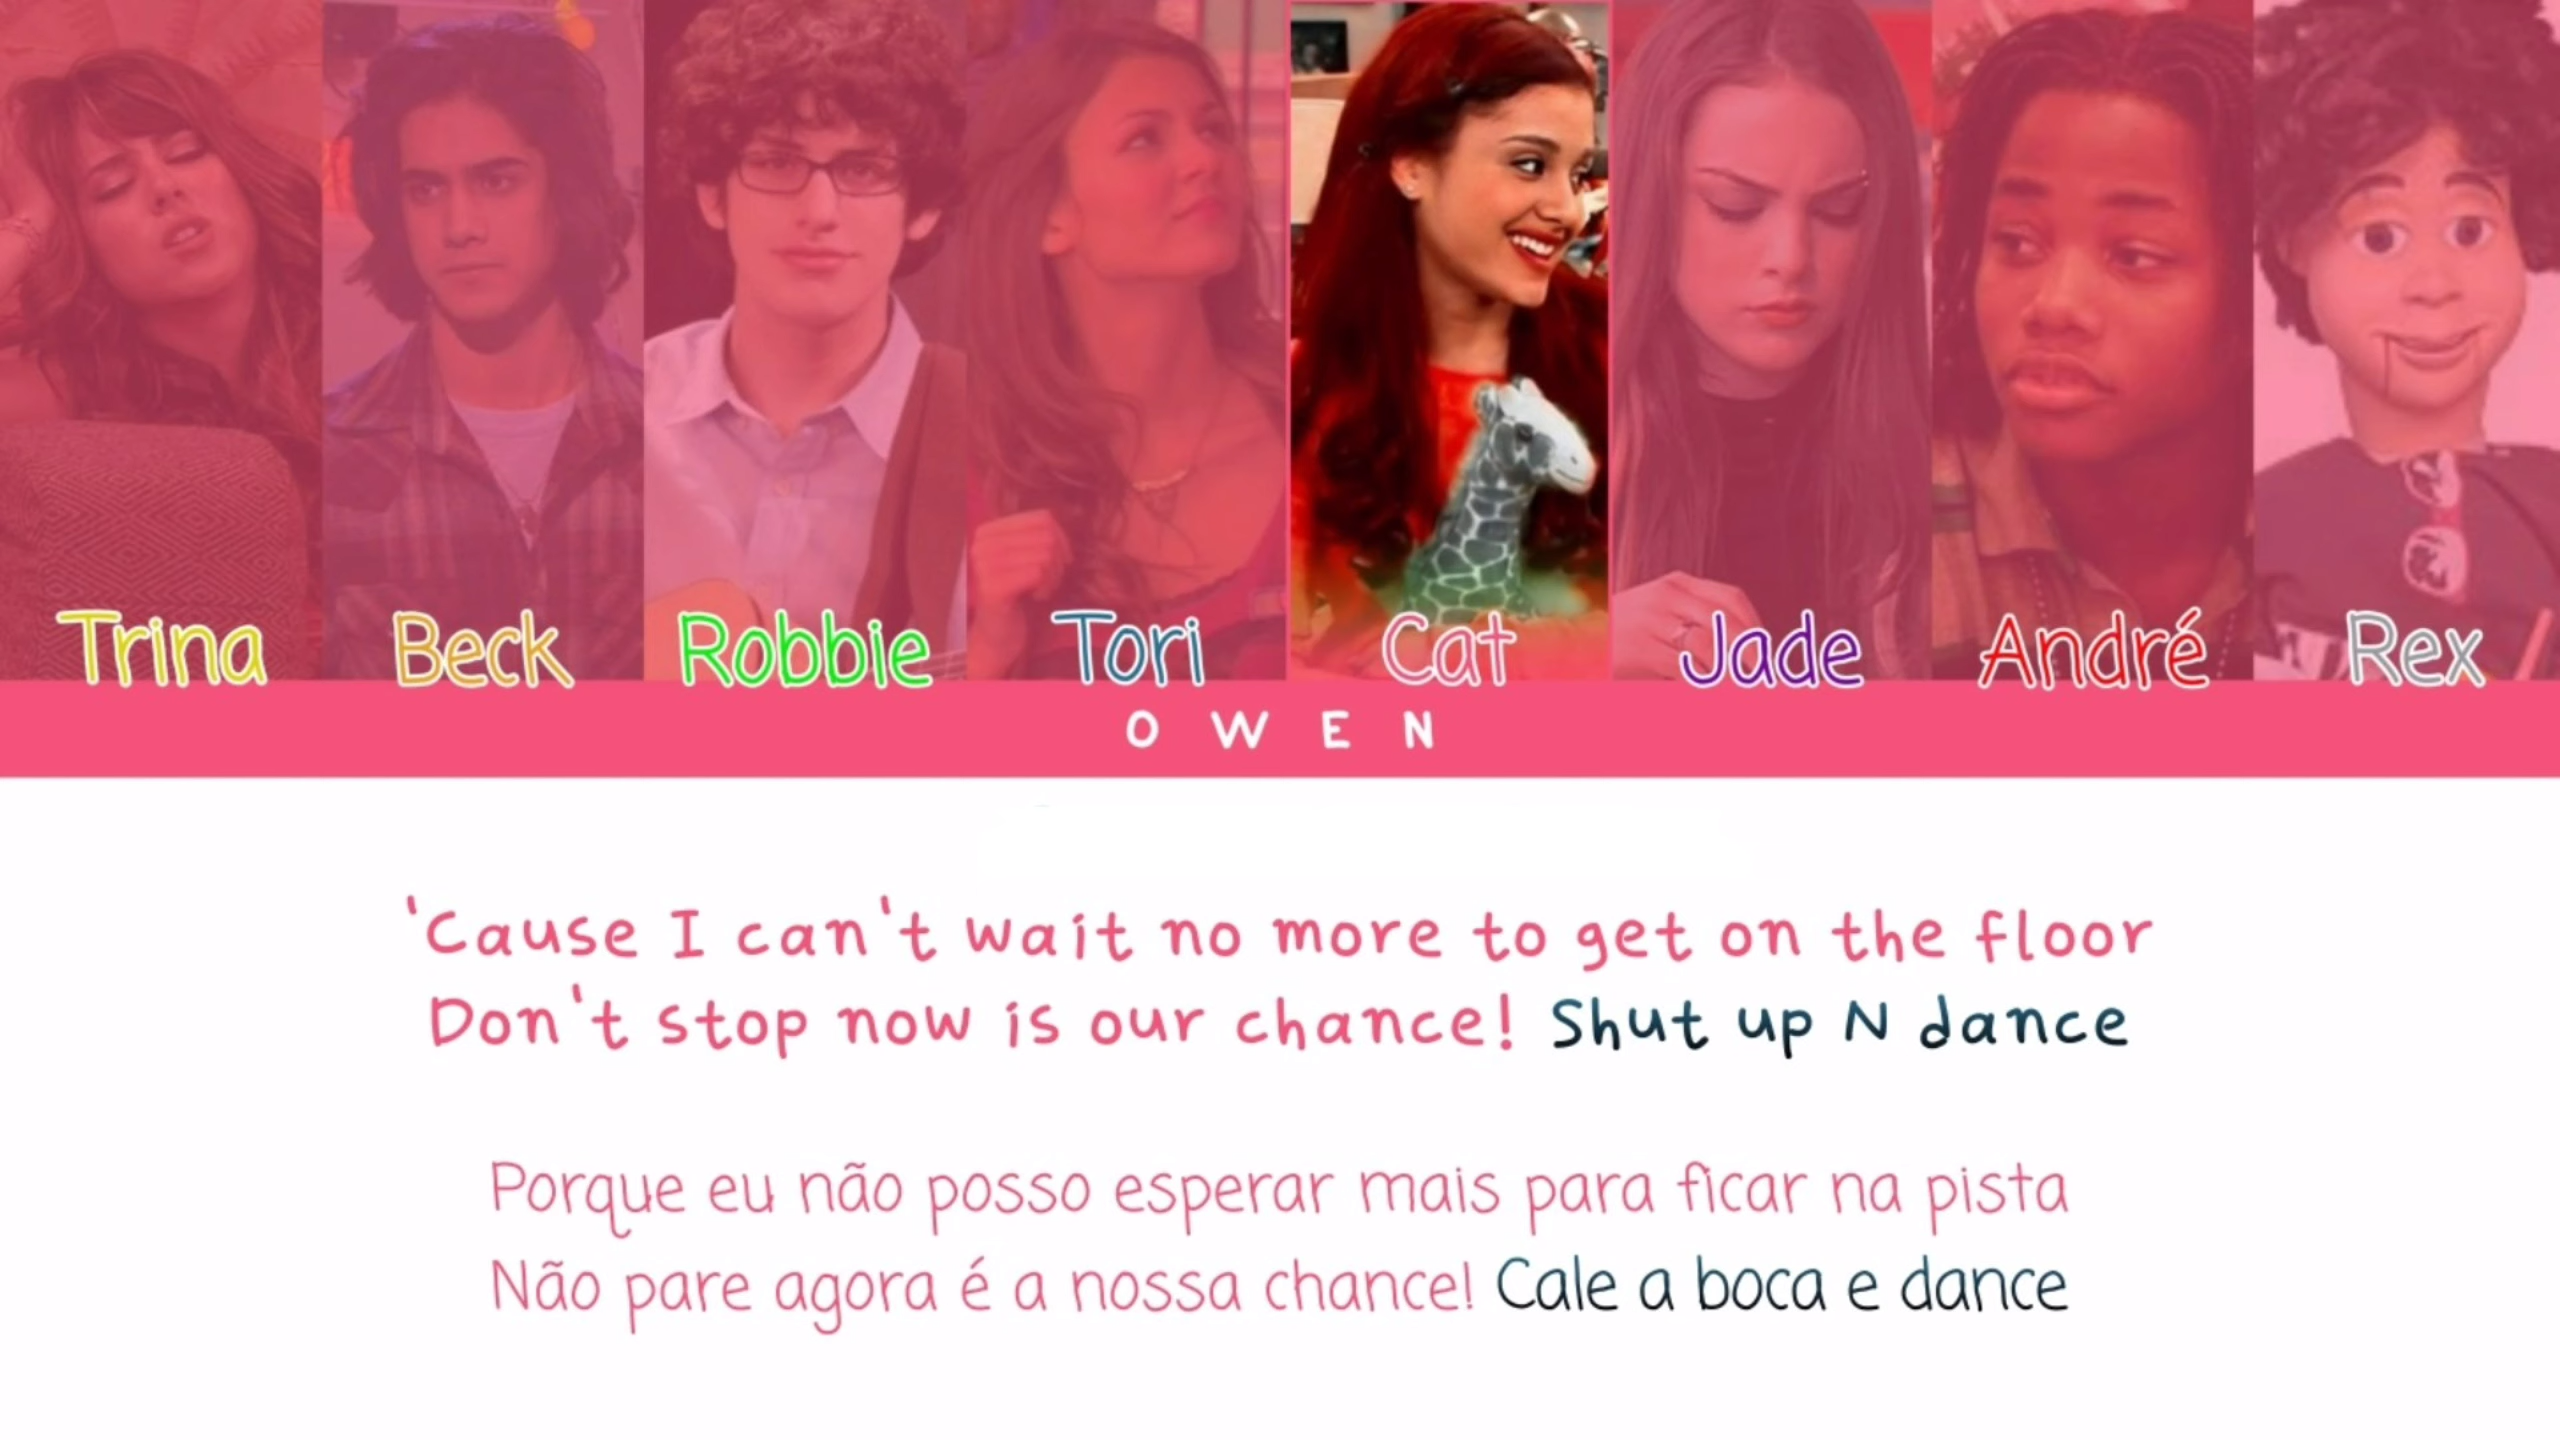 Trina Beck Robbie Tori Cat Jade André Rex
OWEN
'Cause I can't wait no more to get on the floor
Don't stop now is our chance! Shut up N dance
Porque eu não posso esperar mais para ficar na pista
Não pare agora é a nossa chance! Cale a boca e dance